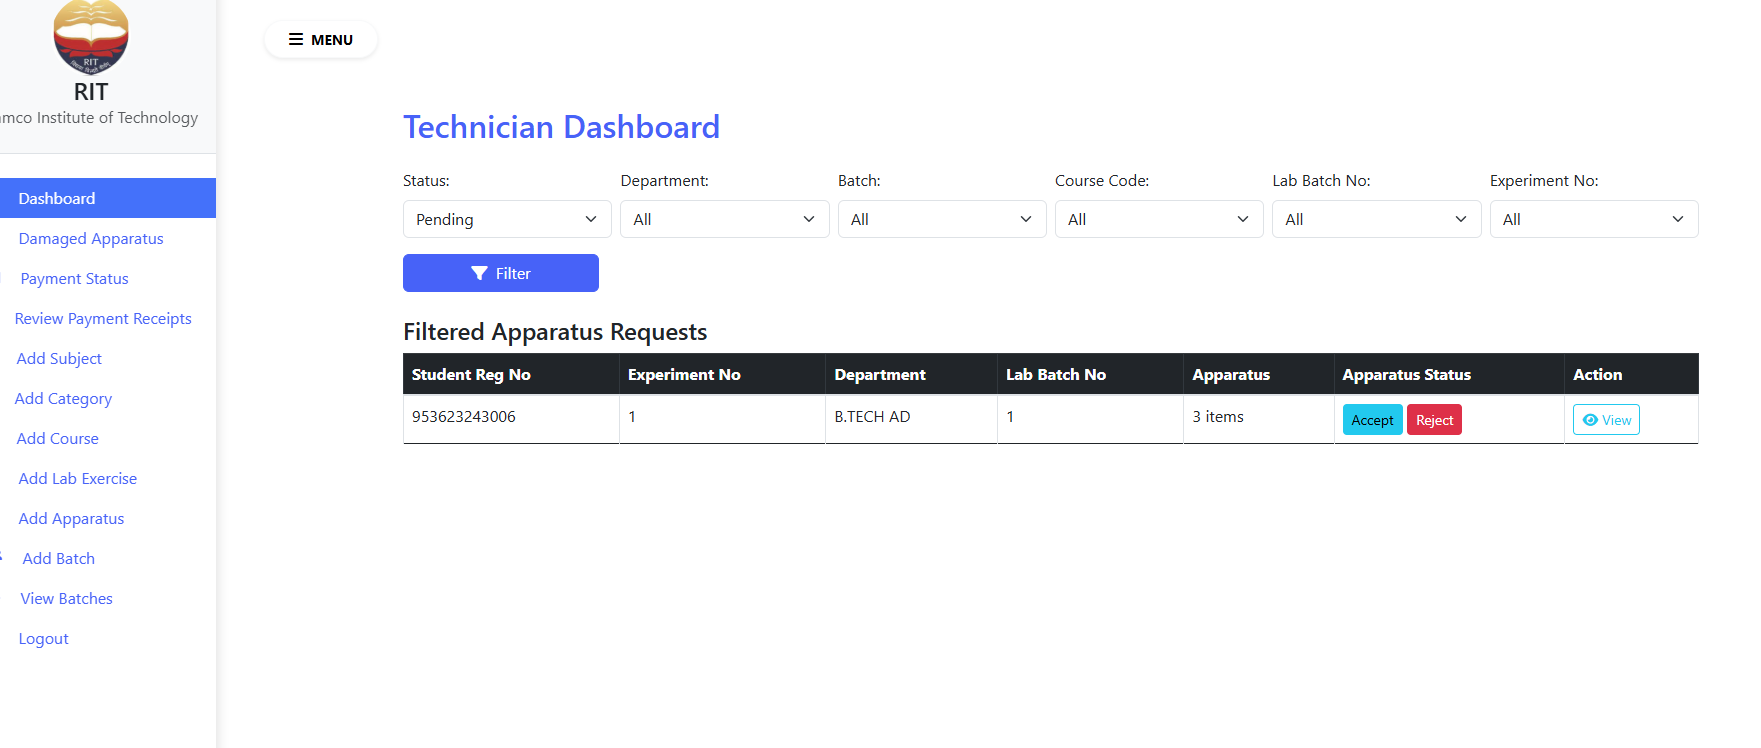 RIT
RIT
Institute of Technology
Dashboard
Damaged Apparatus
Payment Status
Review Payment Receipts
Add Subject
Add Category
Add Course
Add Lab Exercise
Add Apparatus
Add Batch
View Batches
Logout
MENU
Technician Dashboard
Status: Department: Batch: Course Code: Lab Batch No: Experiment No:
Pending All All All All All
Filter
Filtered Apparatus Requests
Student Reg No Experiment No Department Lab Batch No Apparatus Apparatus Status Action
953623243006 1 B.TECH AD 1 3 items Accept Reject View